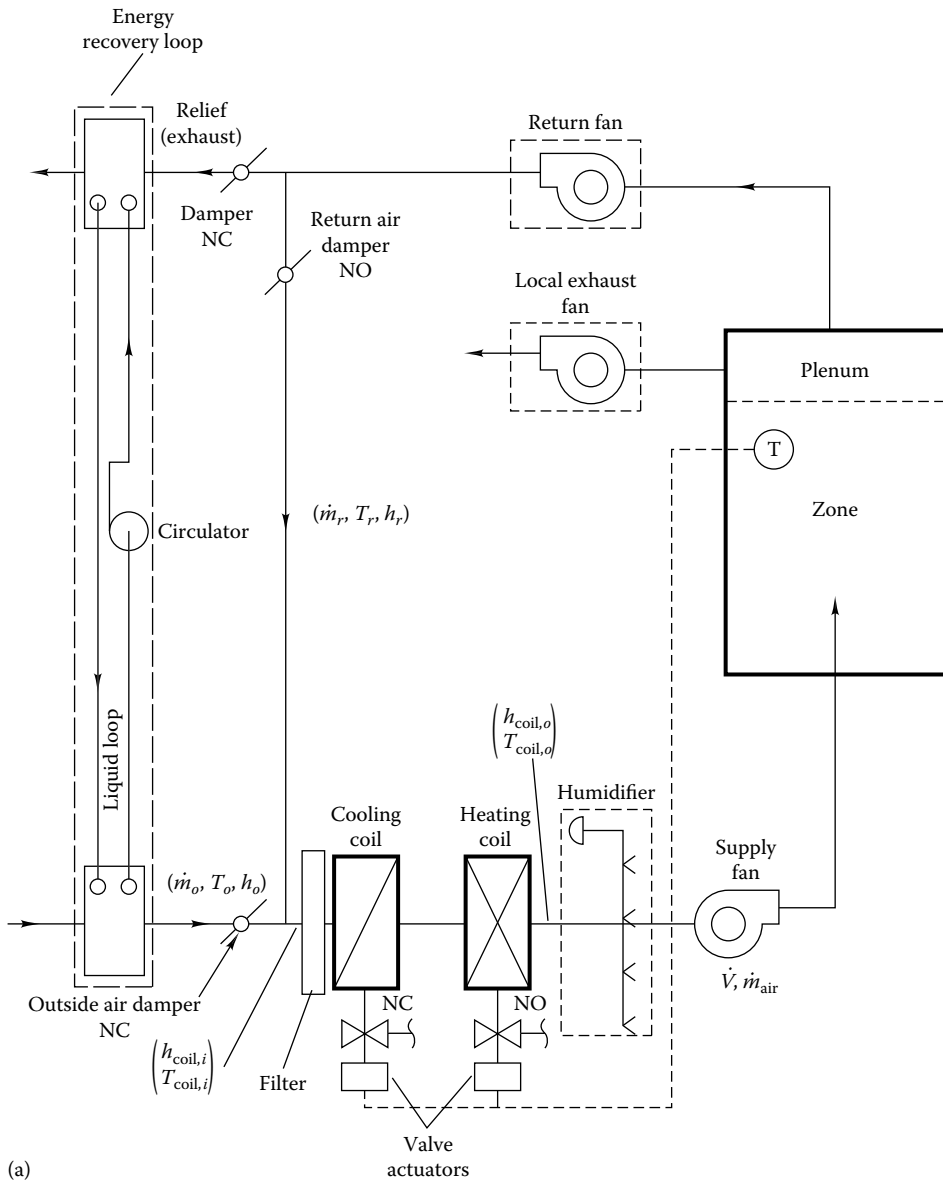 Energy
recovery loop
Relief
(exhaust)
Return fan
Damper
NC
Return air
damper
NO
Local exhaust
fan
Plenum
T
Zone
(ṁr, Tr, hr)
Circulator
Liquid loop
(hcoil,o
Tcoil,o)
Humidifier
Cooling
coil
Heating
coil
Supply
fan
(ṁo, To, ho)
V̇, ṁair
NC
NO
Outside air damper
NC
(hcoil,i
Tcoil,i)
Filter
Valve
actuators
(a)